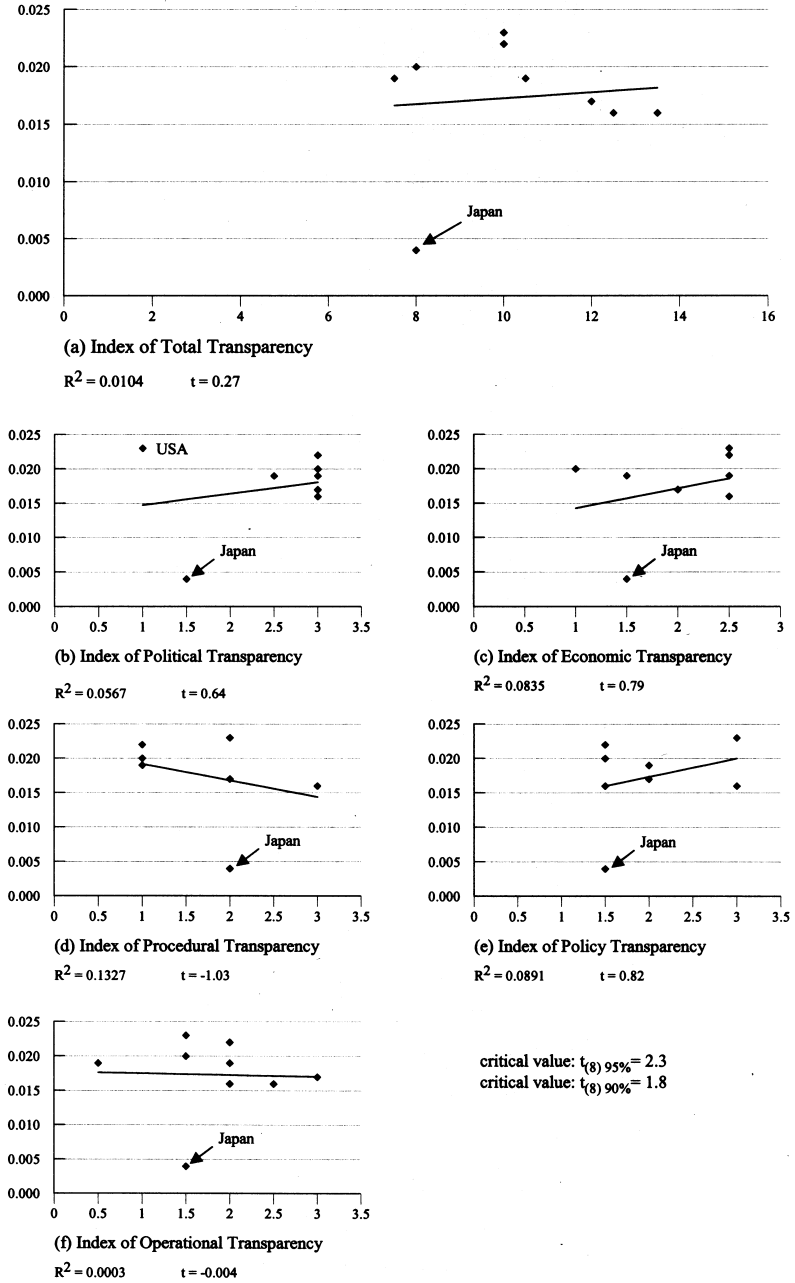 0.025
0.020
0.015
0.010
0.005
0.000
Japan
0 2 4 6 8 10 12 14 16
(a) Index of Total Transparency
R2 = 0.0104 t = 0.27
0.025
0.020
0.015
0.010
0.005
0.000
USA
Japan
0 0.5 1 1.5 2 2.5 3 3.5
(b) Index of Political Transparency
R2 = 0.0567 t = 0.64
0.025
0.020
0.015
0.010
0.005
0.000
Japan
0 0.5 1 1.5 2 2.5 3
(c) Index of Economic Transparency
R2 = 0.0835 t = 0.79
0.025
0.020
0.015
0.010
0.005
0.000
Japan
0 0.5 1 1.5 2 2.5 3 3.5
(d) Index of Procedural Transparency
R2 = 0.1327 t = -1.03
0.025
0.020
0.015
0.010
0.005
0.000
Japan
0 0.5 1 1.5 2 2.5 3 3.5
(e) Index of Policy Transparency
R2 = 0.0891 t = 0.82
0.025
0.020
0.015
0.010
0.005
0.000
Japan
0 0.5 1 1.5 2 2.5 3 3.5
(f) Index of Operational Transparency
R2 = 0.0003 t = -0.004
critical value: t(8) 95%= 2.3
critical value: t(8) 90%= 1.8